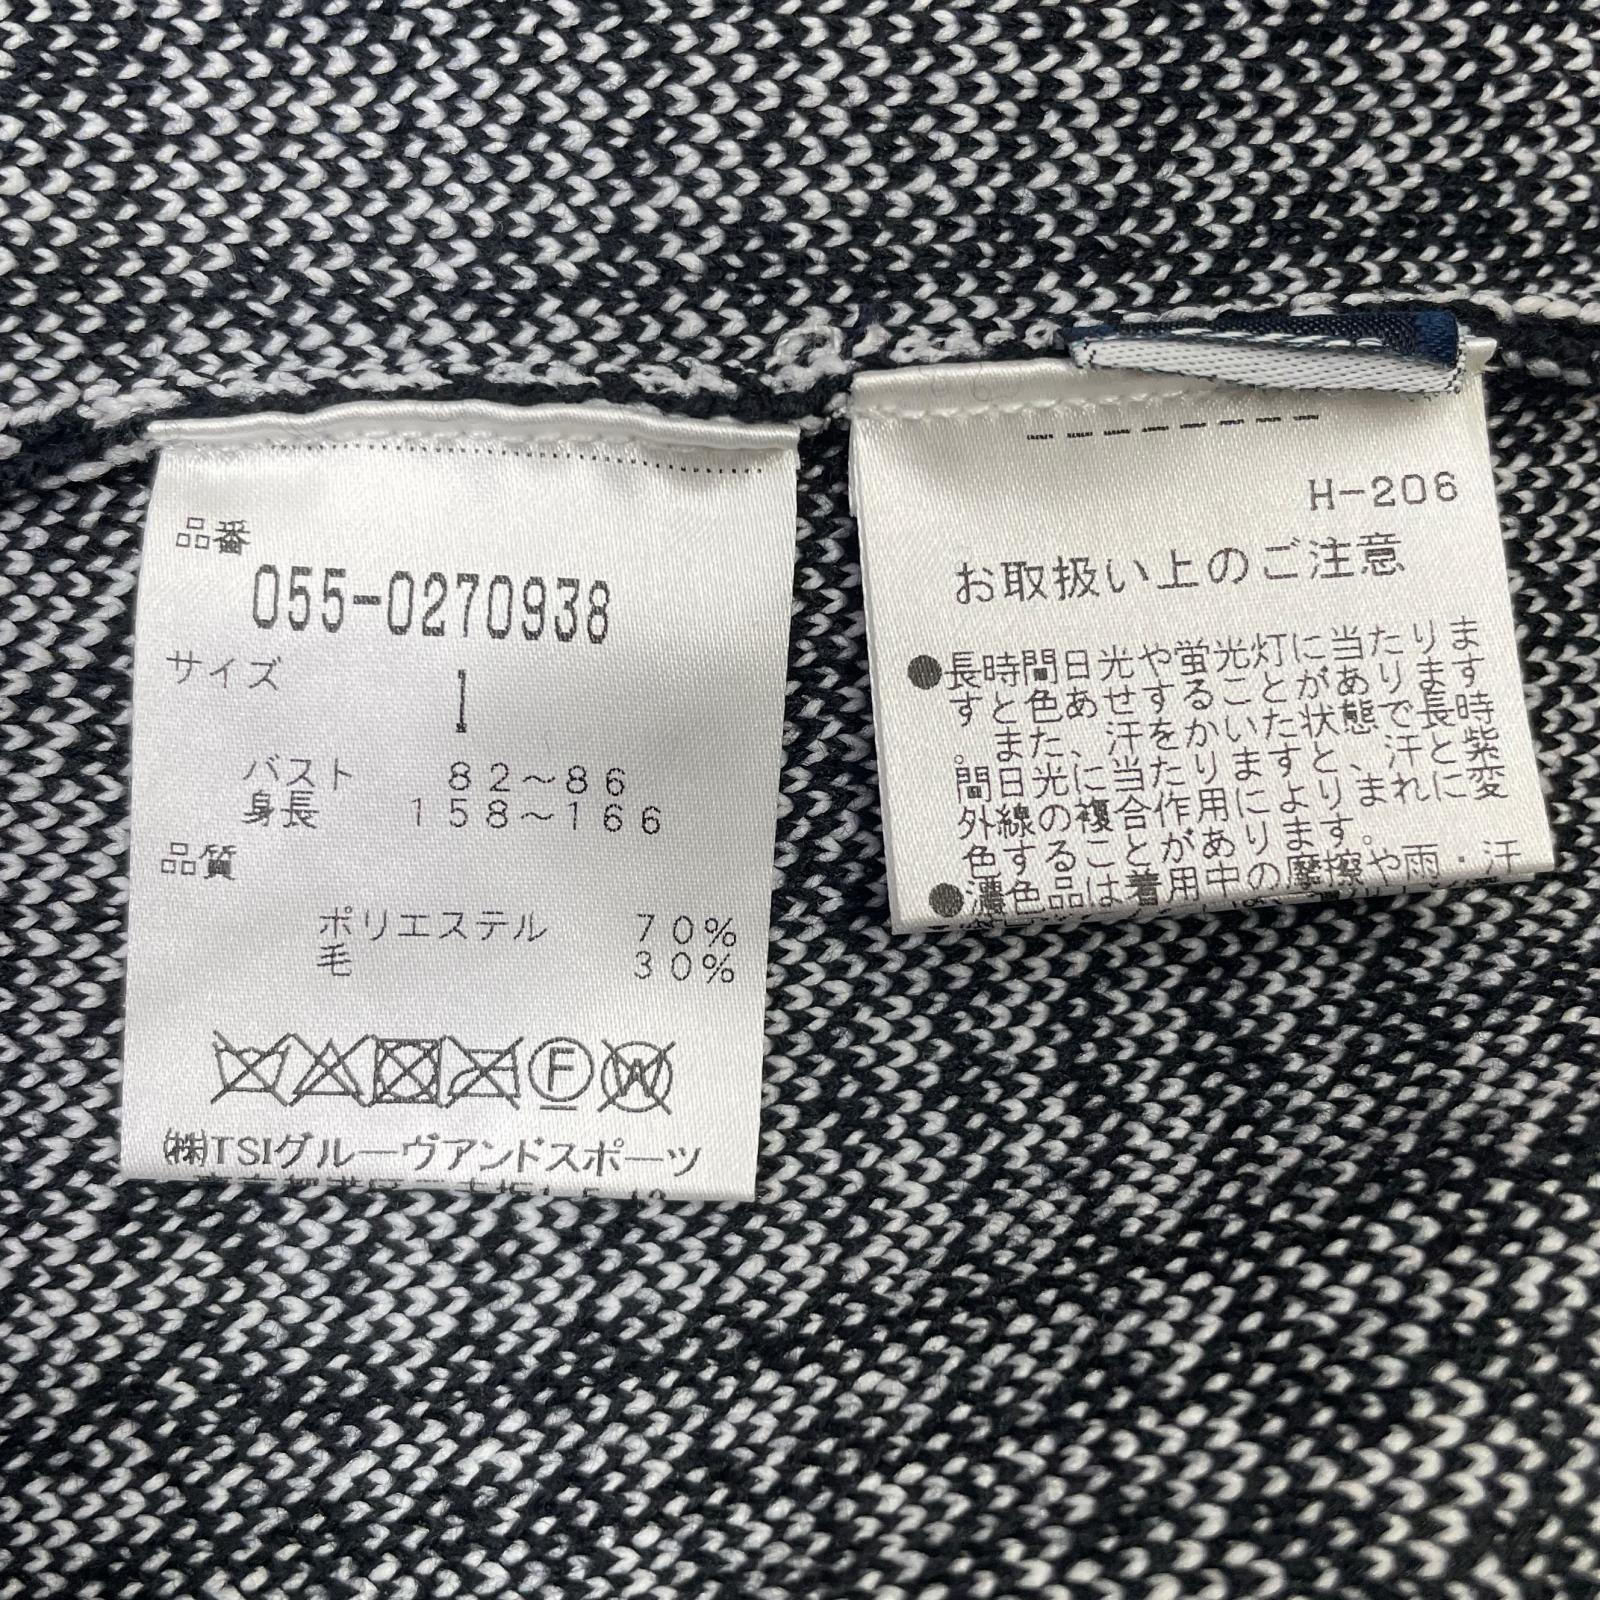 品番
055-0270938
サイズ
1
バスト 82～86
身長 158～166
品質
ポリエステル 70%
毛 30%
F W
(株)TSIグルーヴアンドスポーツ
H-206
お取扱い上のご注意
●長時間日光や蛍光灯に当たりま
すと色あせすることがあります
。また、汗をかいた状態で長時
間日光に当たりますと、汗と紫
外線の複合作用によりまれに変
色することがあります。
●濃色品は着用中の摩擦や雨・汗